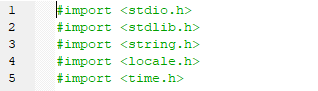 1 #import <stdio.h>
2 #import <stdlib.h>
3 #import <string.h>
4 #import <locale.h>
5 #import <time.h>